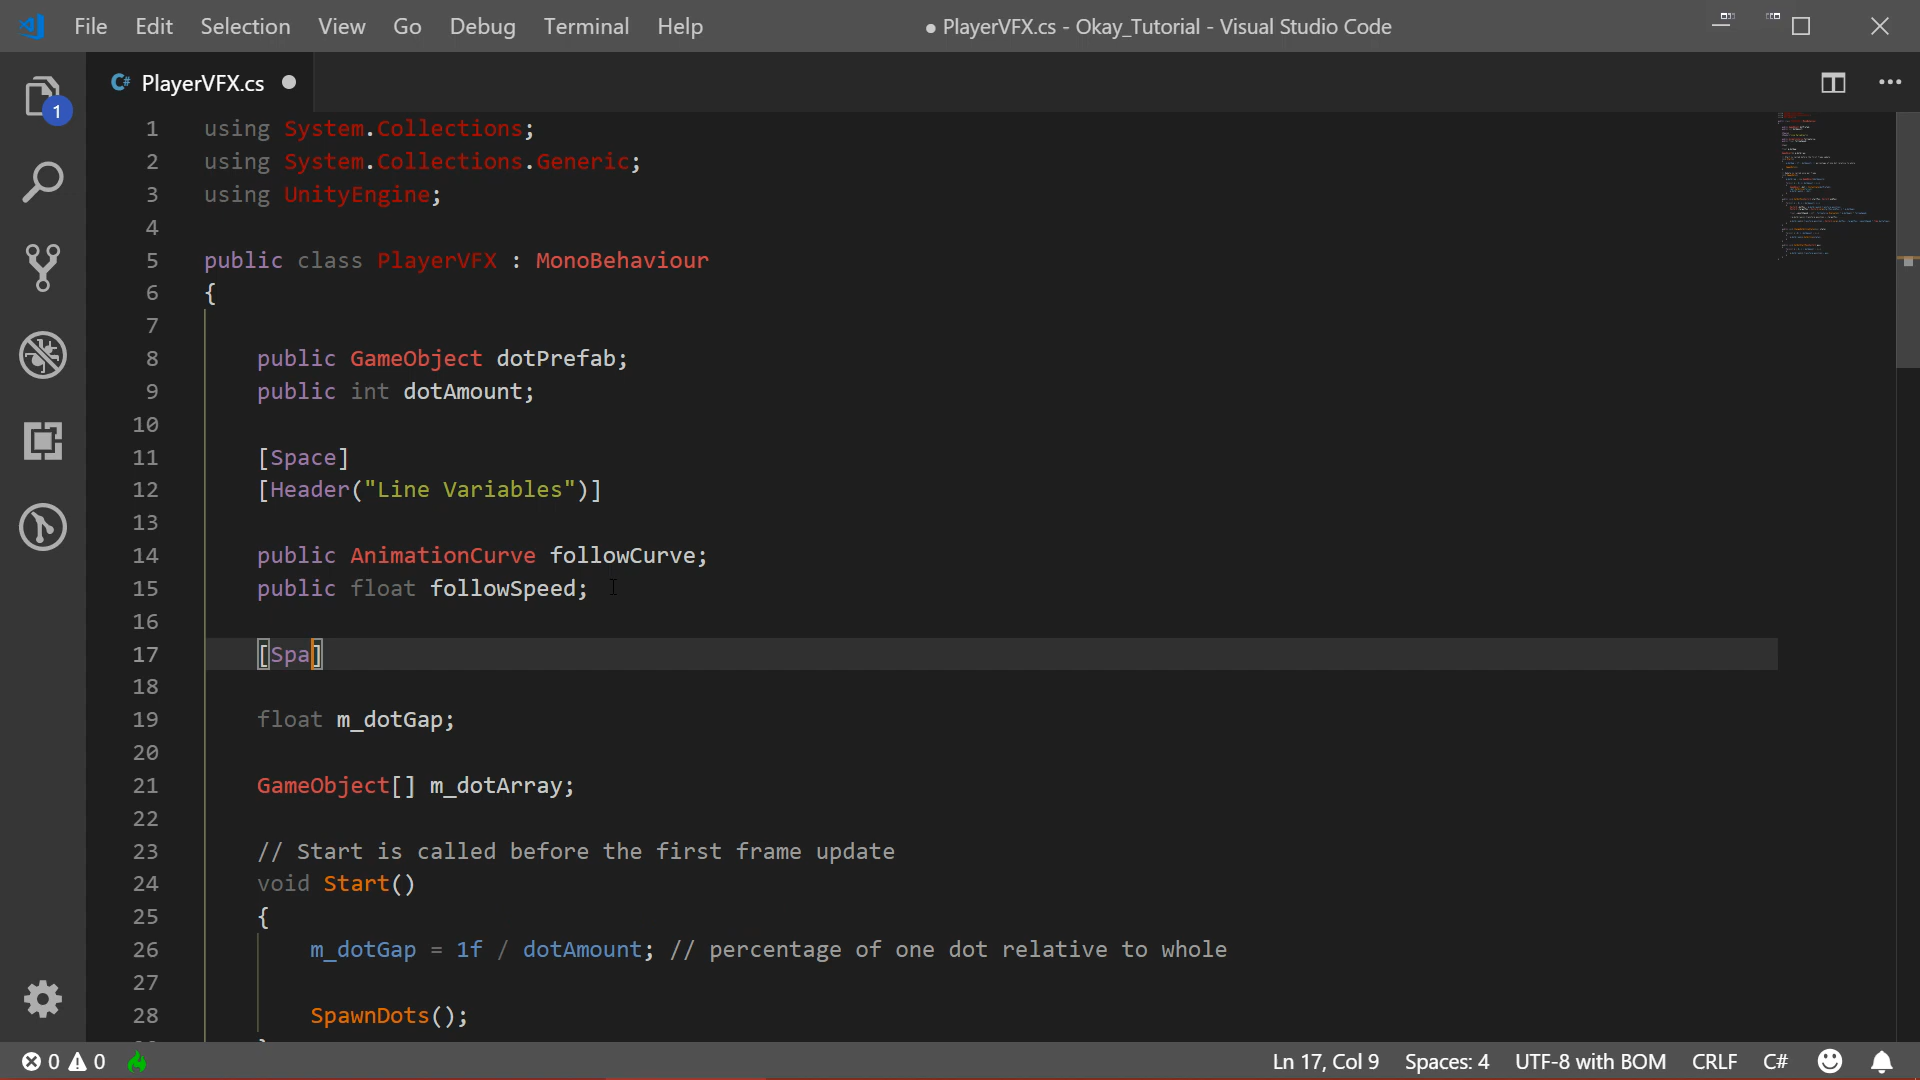 File Edit Selection View Go Debug Terminal Help
● PlayerVFX.cs - Okay_Tutorial - Visual Studio Code
1
C# PlayerVFX.cs ●
1 using System.Collections;
2 using System.Collections.Generic;
3 using UnityEngine;
4
5 public class PlayerVFX : MonoBehaviour
6 {
7
8 public GameObject dotPrefab;
9 public int dotAmount;
10
11 [Space]
12 [Header("Line Variables")]
13
14 public AnimationCurve followCurve;
15 public float followSpeed;
16
17 [Spa]
18
19 float m_dotGap;
20
21 GameObject[] m_dotArray;
22
23 // Start is called before the first frame update
24 void Start()
25 {
26 m_dotGap = 1f / dotAmount; // percentage of one dot relative to whole
27
28 SpawnDots();
0 0
Ln 17, Col 9 Spaces: 4 UTF-8 with BOM CRLF C#